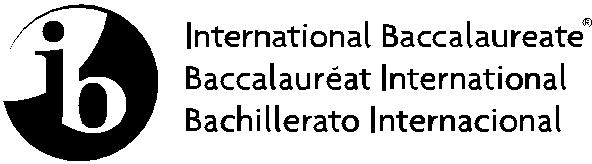 ib
International Baccalaureate®
Baccalauréat International
Bachillerato Internacional